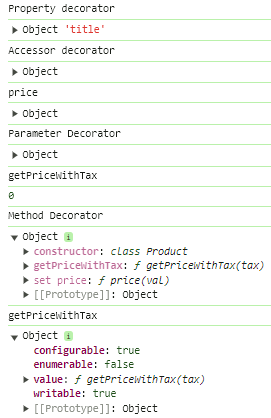 Property decorator
▶ Object 'title'
Accessor decorator
▶ Object
price
▶ Object
Parameter Decorator
▶ Object
getPriceWithTax
0
Method Decorator
▼ Object i
▶ constructor: class Product
▶ getPriceWithTax: ƒ getPriceWithTax(tax)
▶ set price: ƒ price(val)
▶ [[Prototype]]: Object
getPriceWithTax
▼ Object i
configurable: true
enumerable: false
▶ value: ƒ getPriceWithTax(tax)
writable: true
▶ [[Prototype]]: Object